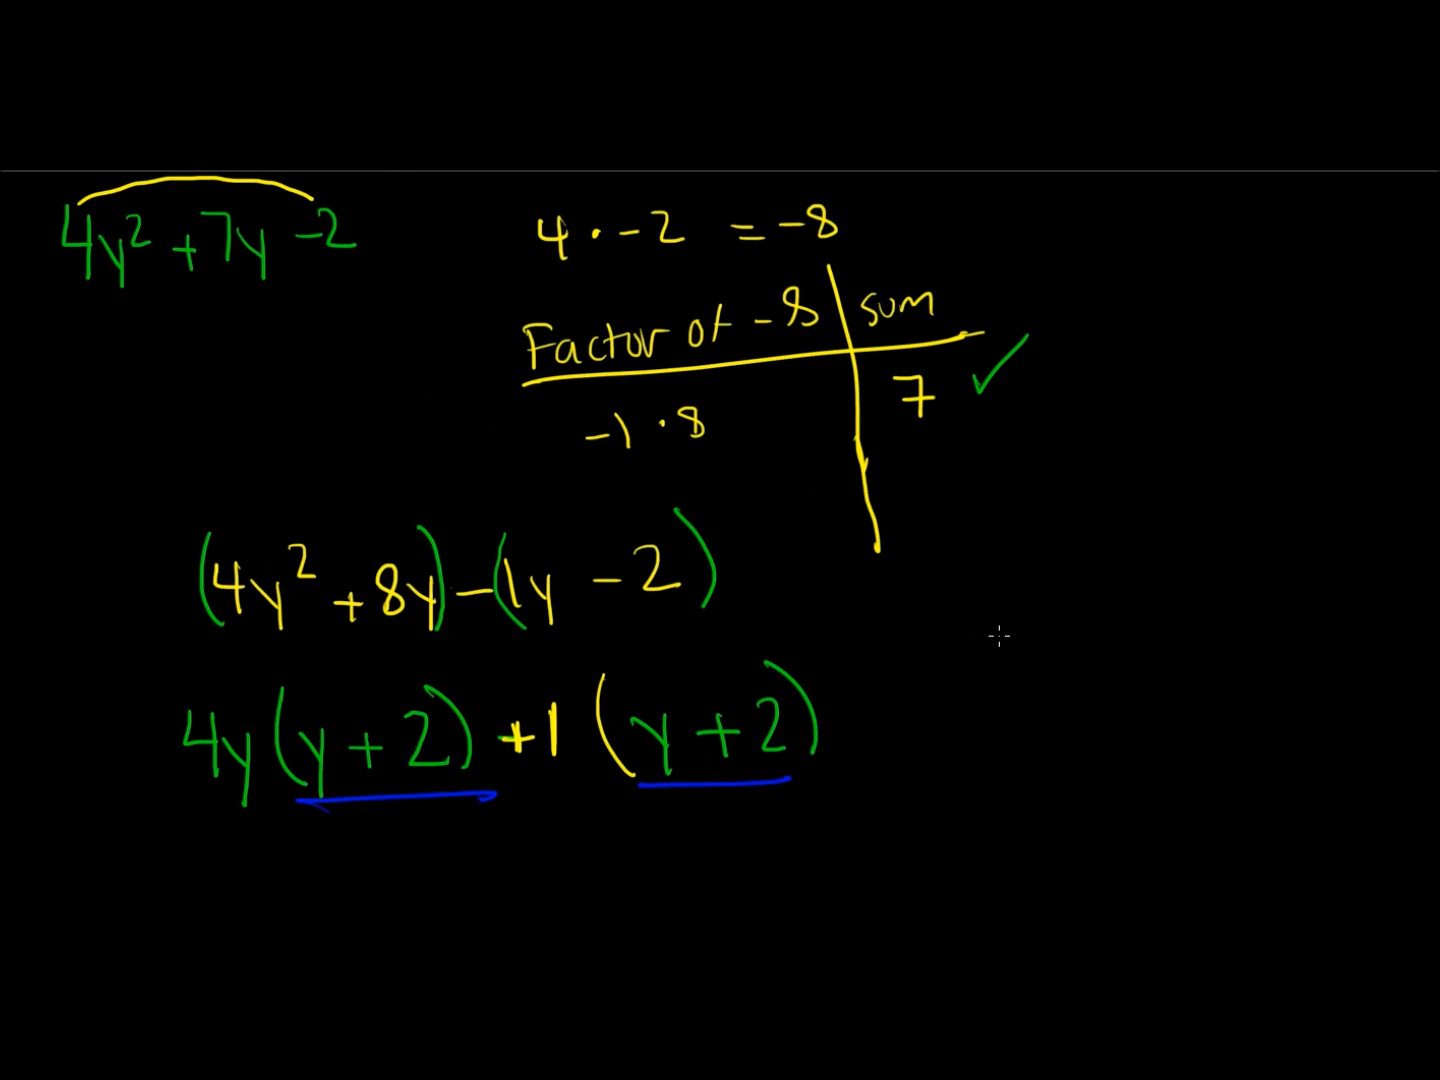 4y² + 7y - 2
4 · -2 = -8
Factor of -8 | sum
-1 · 8 | 7 ✓
(4y² + 8y) - (1y - 2)
4y(y + 2) + 1(y + 2)